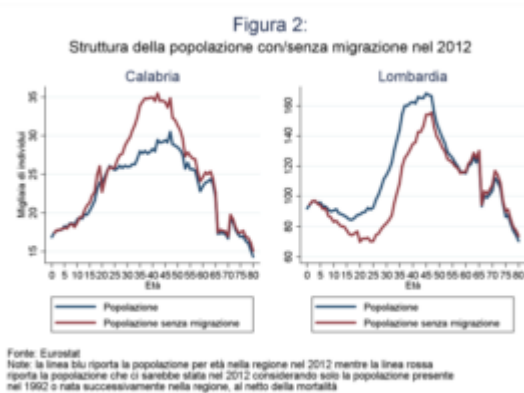 Figura 2:
Struttura della popolazione con/senza migrazione nel 2012
Calabria
Lombardia
Migliaia di individui
35
30
25
20
15
0 5 10 15 20 25 30 35 40 45 50 55 60 65 70 75 80
Età
160
140
120
100
80
60
0 5 10 15 20 25 30 35 40 45 50 55 60 65 70 75 80
Età
Popolazione
Popolazione senza migrazione
Popolazione
Popolazione senza migrazione
Fonte: Eurostat
Note: la linea blu riporta la popolazione per età nella regione nel 2012 mentre la linea rossa
riporta la popolazione che ci sarebbe stata nel 2012 considerando solo la popolazione presente
nel 1992 o nata successivamente nella regione, al netto della mortalità